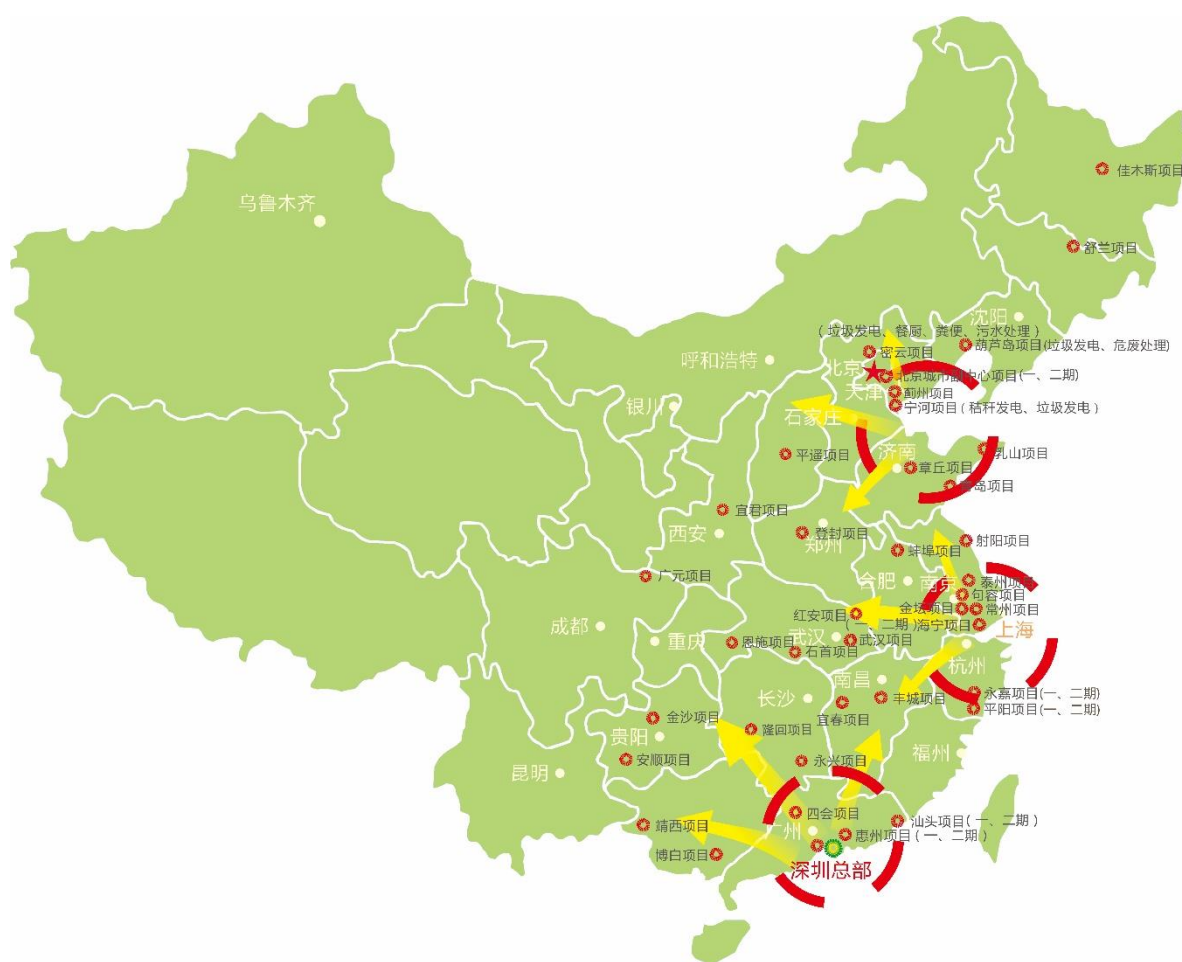 佳木斯项目
乌鲁木齐
舒兰项目
沈阳
(垃圾发电、餐厨、粪便、污水处理)
葫芦岛项目(垃圾发电、危废处理)
密云项目
呼和浩特
北京
北京城市副中心项目(一、二期)
天津
蓟州项目
银川
宁河项目(秸秆发电、垃圾发电)
石家庄
平遥项目
济南
乳山项目
章丘项目
青岛项目
宜君项目
西安
登封项目
郑州
射阳项目
蚌埠项目
广元项目
合肥
南京
泰州项目
句容项目
红安项目
金坛项目
常州项目
(一、二期)海宁项目
上海
成都
重庆
恩施项目
武汉
武汉项目
石首项目
杭州
南昌
长沙
丰城项目
永嘉项目(一、二期)
平阳项目(一、二期)
宜春项目
金沙项目
贵阳
隆回项目
福州
安顺项目
永兴项目
昆明
四会项目
汕头项目(一、二期)
靖西项目
广州
惠州项目(一、二期)
博白项目
深圳总部